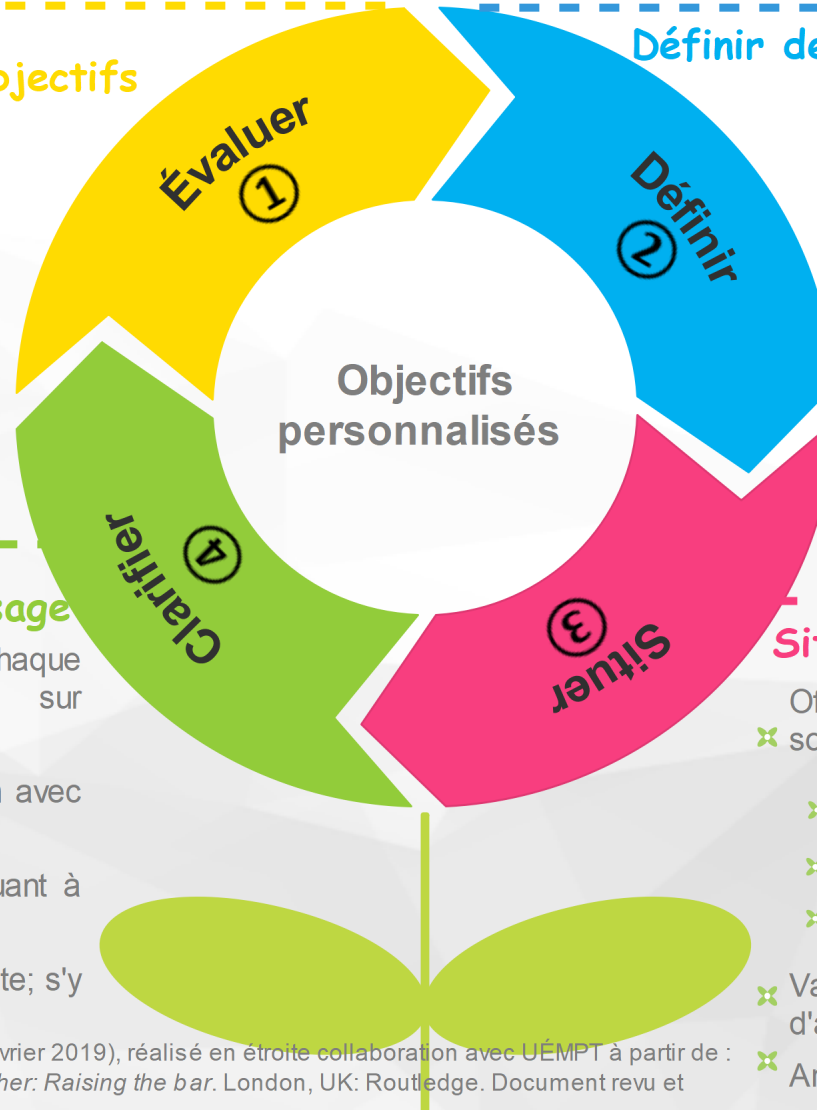 Définir de
bjectifs
Évaluer
1
Définir
2
Objectifs
personnalisés
Clarifier
4
3
Situer
sage
haque
sur
avec
uant à
te; s'y
Sit
Of
so
Va
d'a
vrier 2019), réalisé en étroite collaboration avec UÉMPT à partir de :
her: Raising the bar. London, UK: Routledge. Document revu et